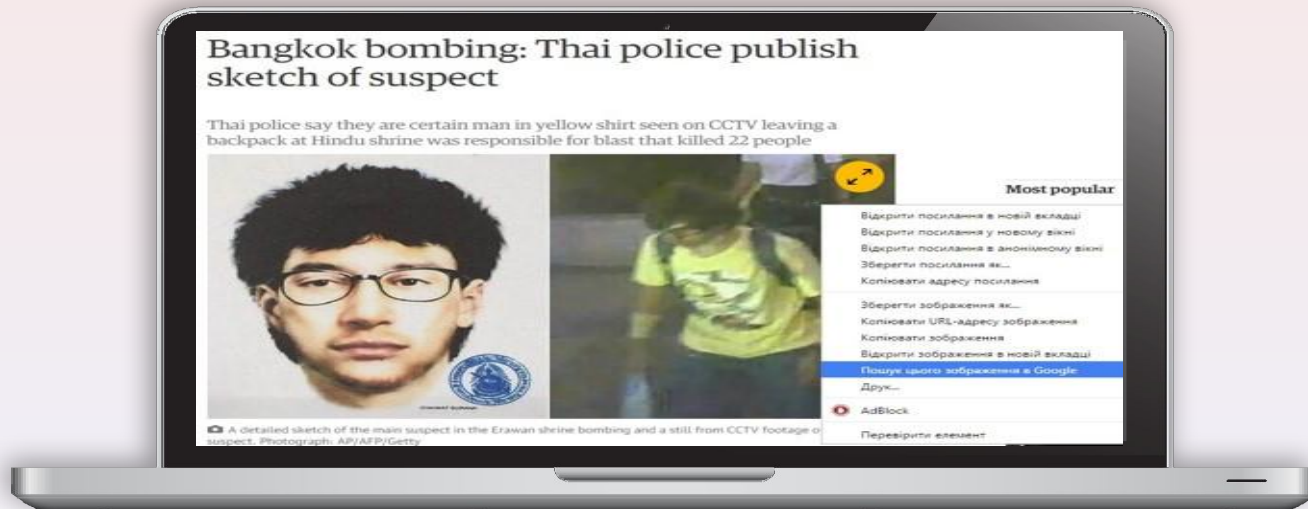 Bangkok bombing: Thai police publish
sketch of suspect
Thai police say they are certain man in yellow shirt seen on CCTV leaving a
backpack at Hindu shrine was responsible for blast that killed 22 people
Most popular
Відкрити посилання в новій вкладці
Відкрити посилання у новому вікні
Відкрити посилання в анонімному вікні
Зберегти посилання як...
Копіювати адресу посилання
Зберегти зображення як...
Копіювати URL-адресу зображення
Копіювати зображення
Відкрити зображення в новій вкладці
Пошук цього зображення в Google
Друк...
AdBlock
Перевірити елемент
A detailed sketch of the main suspect in the Erawan shrine bombing and a still from CCTV footage o
suspect. Photograph: AP/AFP/Getty